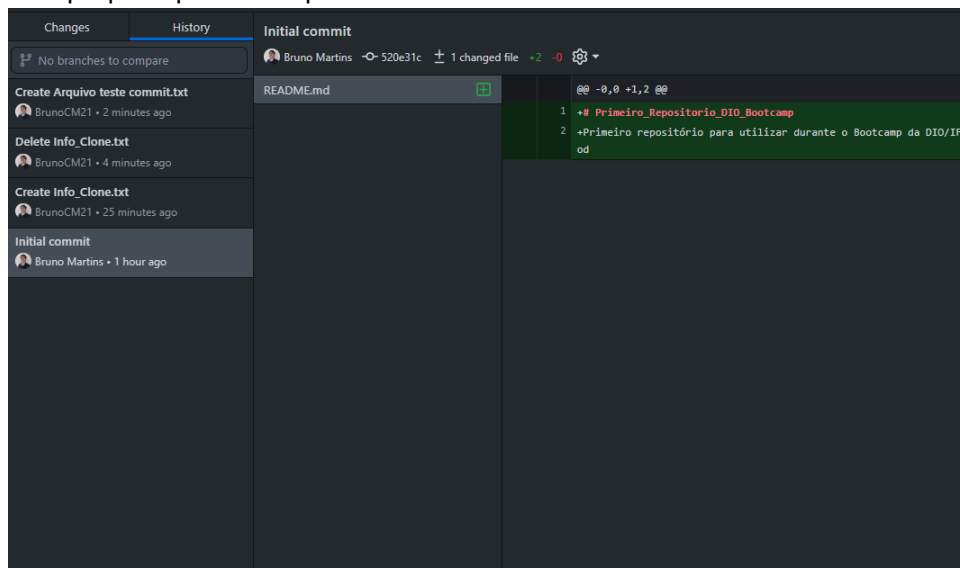 Changes
History
No branches to compare
Create Arquivo teste commit.txt
BrunoCM21 • 2 minutes ago
Delete Info_Clone.txt
BrunoCM21 • 4 minutes ago
Create Info_Clone.txt
BrunoCM21 • 25 minutes ago
Initial commit
Bruno Martins • 1 hour ago
Initial commit
Bruno Martins 520e31c 1 changed file +2 -0
README.md
@@ -0,0 +1,2 @@
1 +# Primeiro_Repositorio_DIO_Bootcamp
2 +Primeiro repositório para utilizar durante o Bootcamp da DIO/IF
od